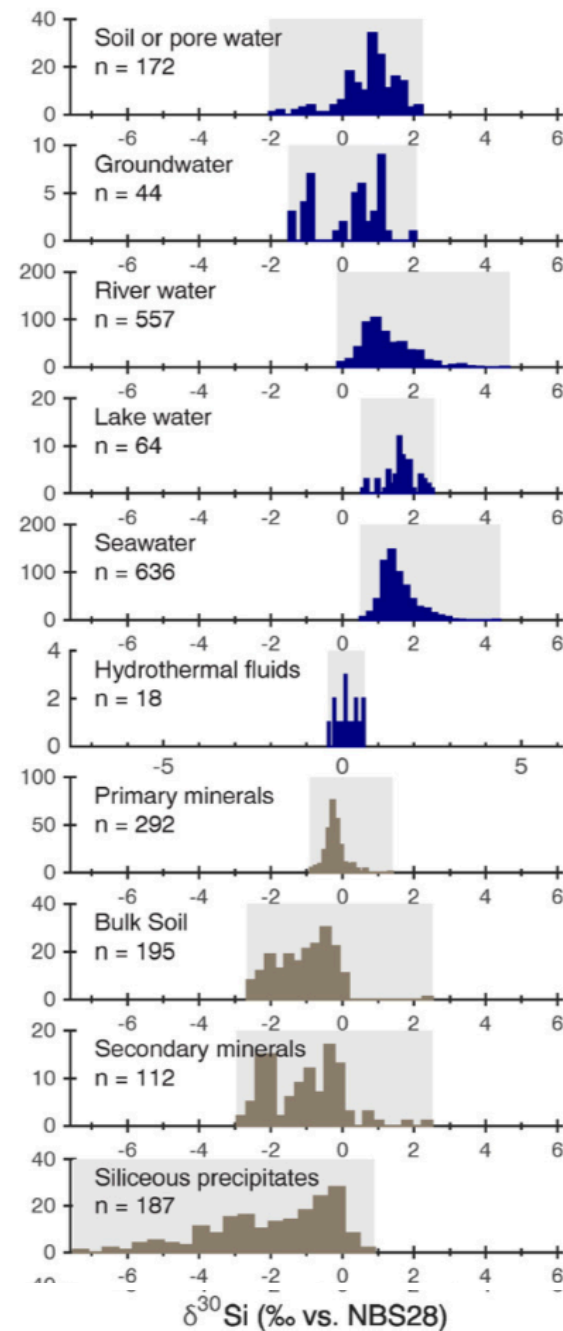 40
Soil or pore water
n = 172
20
0
-6 -4 -2 0 2 4 6
10
Groundwater
n = 44
5
0
-6 -4 -2 0 2 4 6
200
River water
n = 557
100
0
-6 -4 -2 0 2 4 6
20
Lake water
n = 64
10
0
-6 -4 -2 0 2 4 6
200
Seawater
n = 636
100
0
-6 -4 -2 0 2 4 6
4
Hydrothermal fluids
n = 18
2
0
-5 0 5
100
Primary minerals
n = 292
50
0
-6 -4 -2 0 2 4 6
40
Bulk Soil
n = 195
20
0
-6 -4 -2 0 2 4 6
20
Secondary minerals
n = 112
10
0
-6 -4 -2 0 2 4 6
40
Siliceous precipitates
n = 187
20
0
-6 -4 -2 0 2 4 6
δ³⁰Si (‰ vs. NBS28)